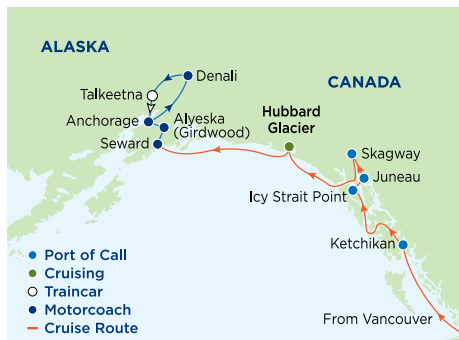 ALASKA
Denali
CANADA
Talkeetna
Hubbard
Glacier
Anchorage
Alyeska
(Girdwood)
Seward
Skagway
Juneau
Icy Strait Point
Ketchikan
Port of Call
Cruising
Traincar
Motorcoach
Cruise Route
From Vancouver